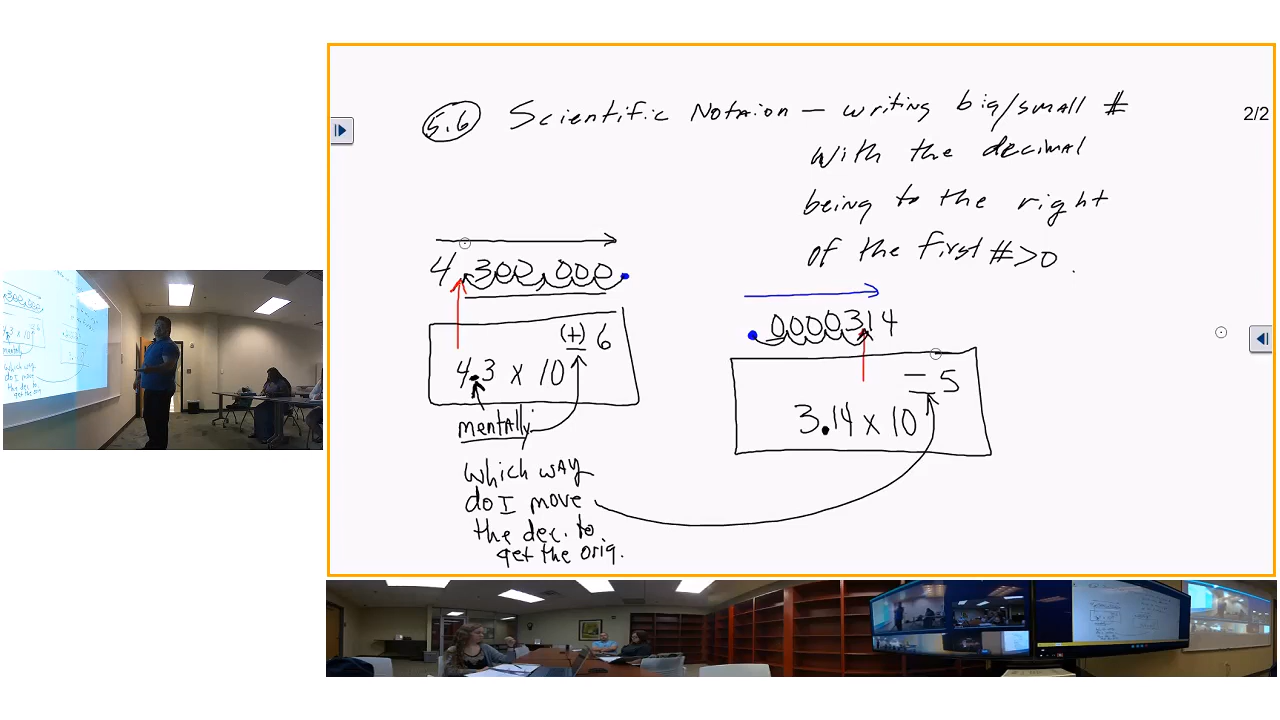 5.6 Scientific Notaion — writing big/small #
2/2
with the decimal
being to the right
of the first # > 0.
4.300,000.
4.3 x 10 (+) 6
mentally
which way
do I move
the dec. to
get the orig.
.0000314
3.14 x 10 - 5